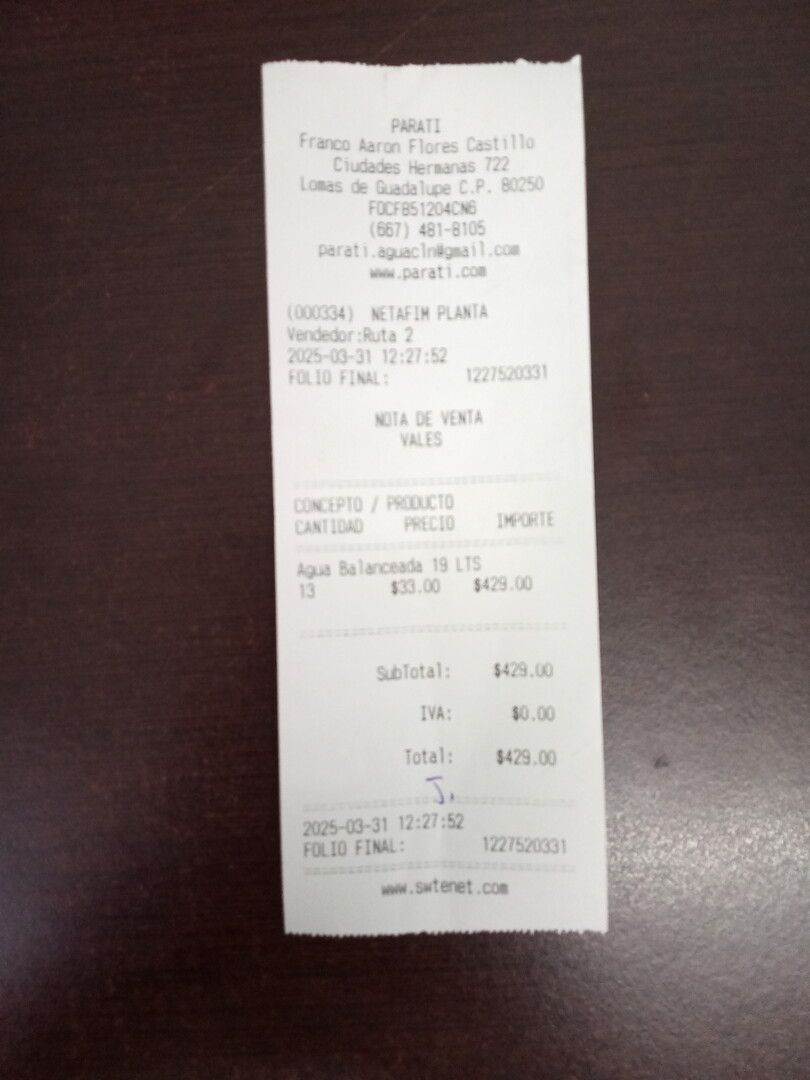 PARATI
Franco Aaron Flores Castillo
Ciudades Hermanas 722
Lomas de Guadalupe C.P. 80250
FOCF851204CN6
(667) 481-8105
parati.aguacln@gmail.com
www.parati.com
(000334) NETAFIM PLANTA
Vendedor:Ruta 2
2025-03-31 12:27:52
FOLIO FINAL: 1227520331
NOTA DE VENTA
VALES
CONCEPTO / PRODUCTO
CANTIDAD PRECIO IMPORTE
Agua Balanceada 19 LTS
13 $33.00 $429.00
SubTotal: $429.00
IVA: $0.00
Total: $429.00
J.
2025-03-31 12:27:52
FOLIO FINAL: 1227520331
www.swtenet.com